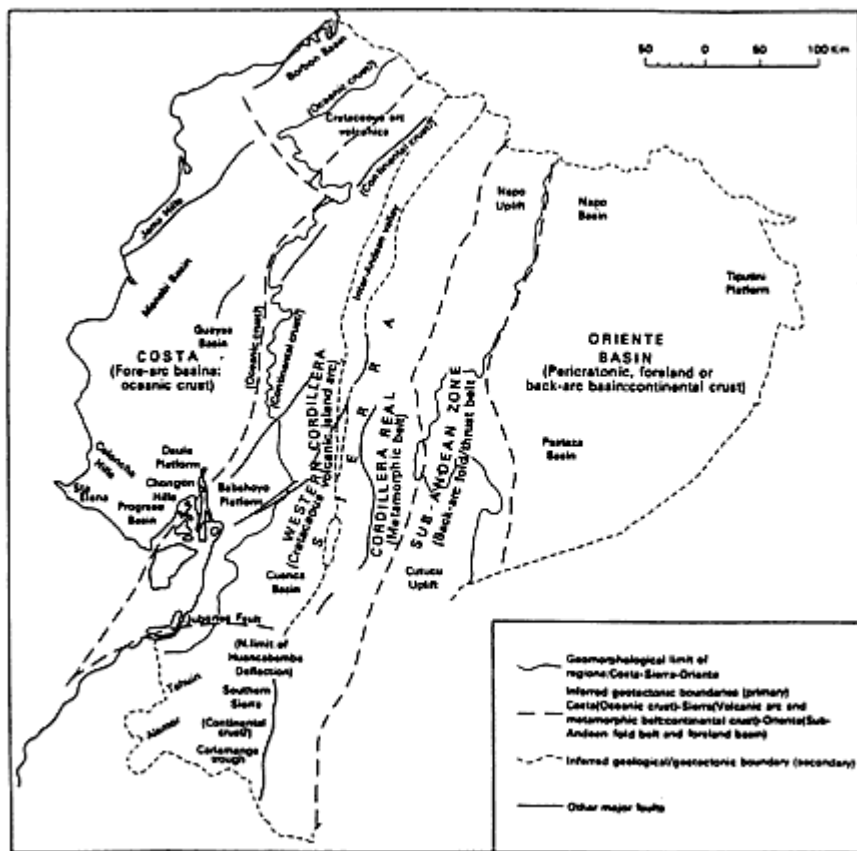 50 0 50 100 Km
Borbon Basin
(Oceanic crust?)
Cretaceous arc
volcanics
(Continental crust?)
Napo
Uplift
Napo
Basin
Jama Hills
Inter-Andean valley
Tiputini
Platform
Manabi Basin
Guayas
Basin
COSTA
(Fore-arc basins:
oceanic crust)
(Oceanic crust?)
(Continental crust?)
ORIENTE
BASIN
(Pericratonic, foreland or
back-arc basin:continental crust)
WESTERN CORDILLERA
(Cretaceous volcanic island arc)
SIERRA
CORDILLERA REAL
(Metamorphic belt)
SUB-ANDEAN ZONE
(Back-arc fold/thrust belt)
Pastaza
Basin
Colonche
Hills
Sta
Elena
Daule
Platform
Chongon
Hills
Progreso
Basin
Babahoyo
Platform
Cuenca
Basin
Cutucu
Uplift
Jubones Fault
(N.limit of
Huancabamba
Deflection)
Tahuin
Southern
Sierra
Alamor
(Continental
crust?)
Cariamanga
trough
Geomorphological limit of
regions:Costa-Sierra-Oriente
Inferred geotectonic boundaries (primary)
Costa(Oceanic crust)-Sierra(Volcanic arc and
metamorphic belt:continental crust)-Oriente(Sub-
Andean fold belt and foreland basin)
Inferred geological/geotectonic boundary (secondary)
Other major faults